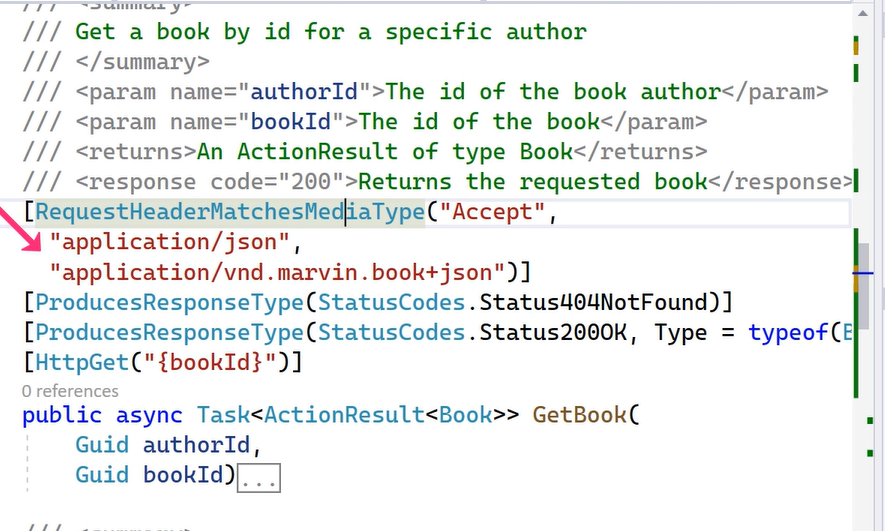 /// <summary>
/// Get a book by id for a specific author
/// </summary>
/// <param name="authorId">The id of the book author</param>
/// <param name="bookId">The id of the book</param>
/// <returns>An ActionResult of type Book</returns>
/// <response code="200">Returns the requested book</response>
[RequestHeaderMatchesMediaType("Accept",
"application/json",
"application/vnd.marvin.book+json")]
[ProducesResponseType(StatusCodes.Status404NotFound)]
[ProducesResponseType(StatusCodes.Status200OK, Type = typeof(B
[HttpGet("{bookId}")]
0 references
public async Task<ActionResult<Book>> GetBook(
Guid authorId,
Guid bookId)...
/// <summary>